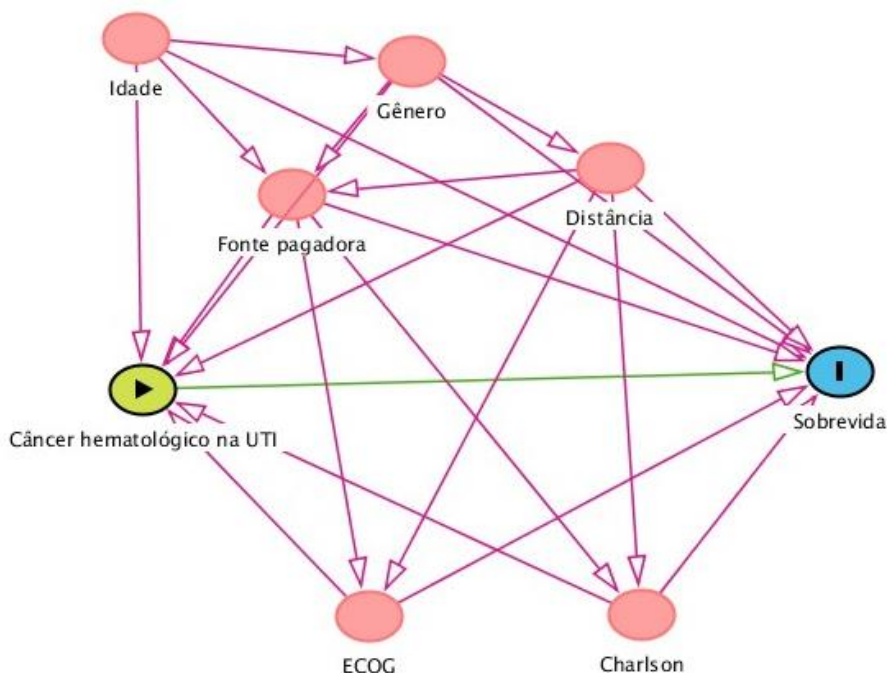 Idade
Gênero
Distância
Fonte pagadora
Sobrevida
Câncer hematológico na UTI
ECOG
Charlson